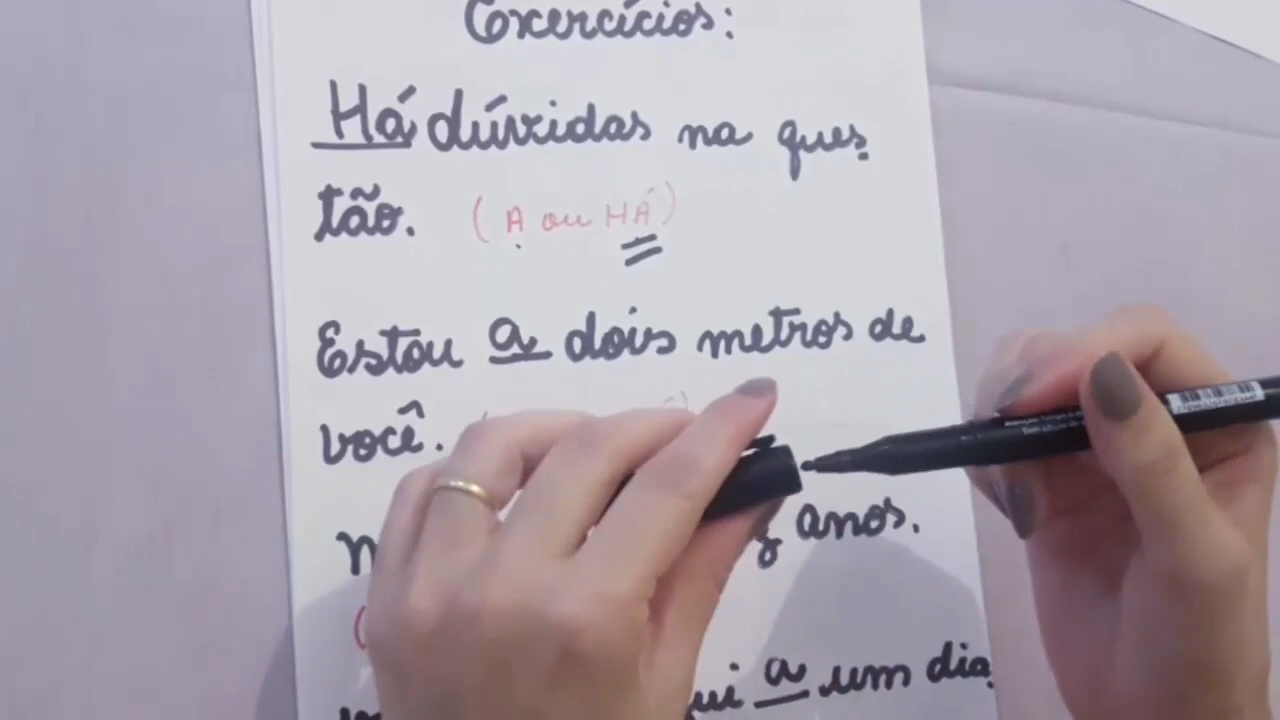 Exercícios:
Há dúvidas na ques
tão. (A ou HÁ)
Estou a dois metros de
você.
anos.
a um dia